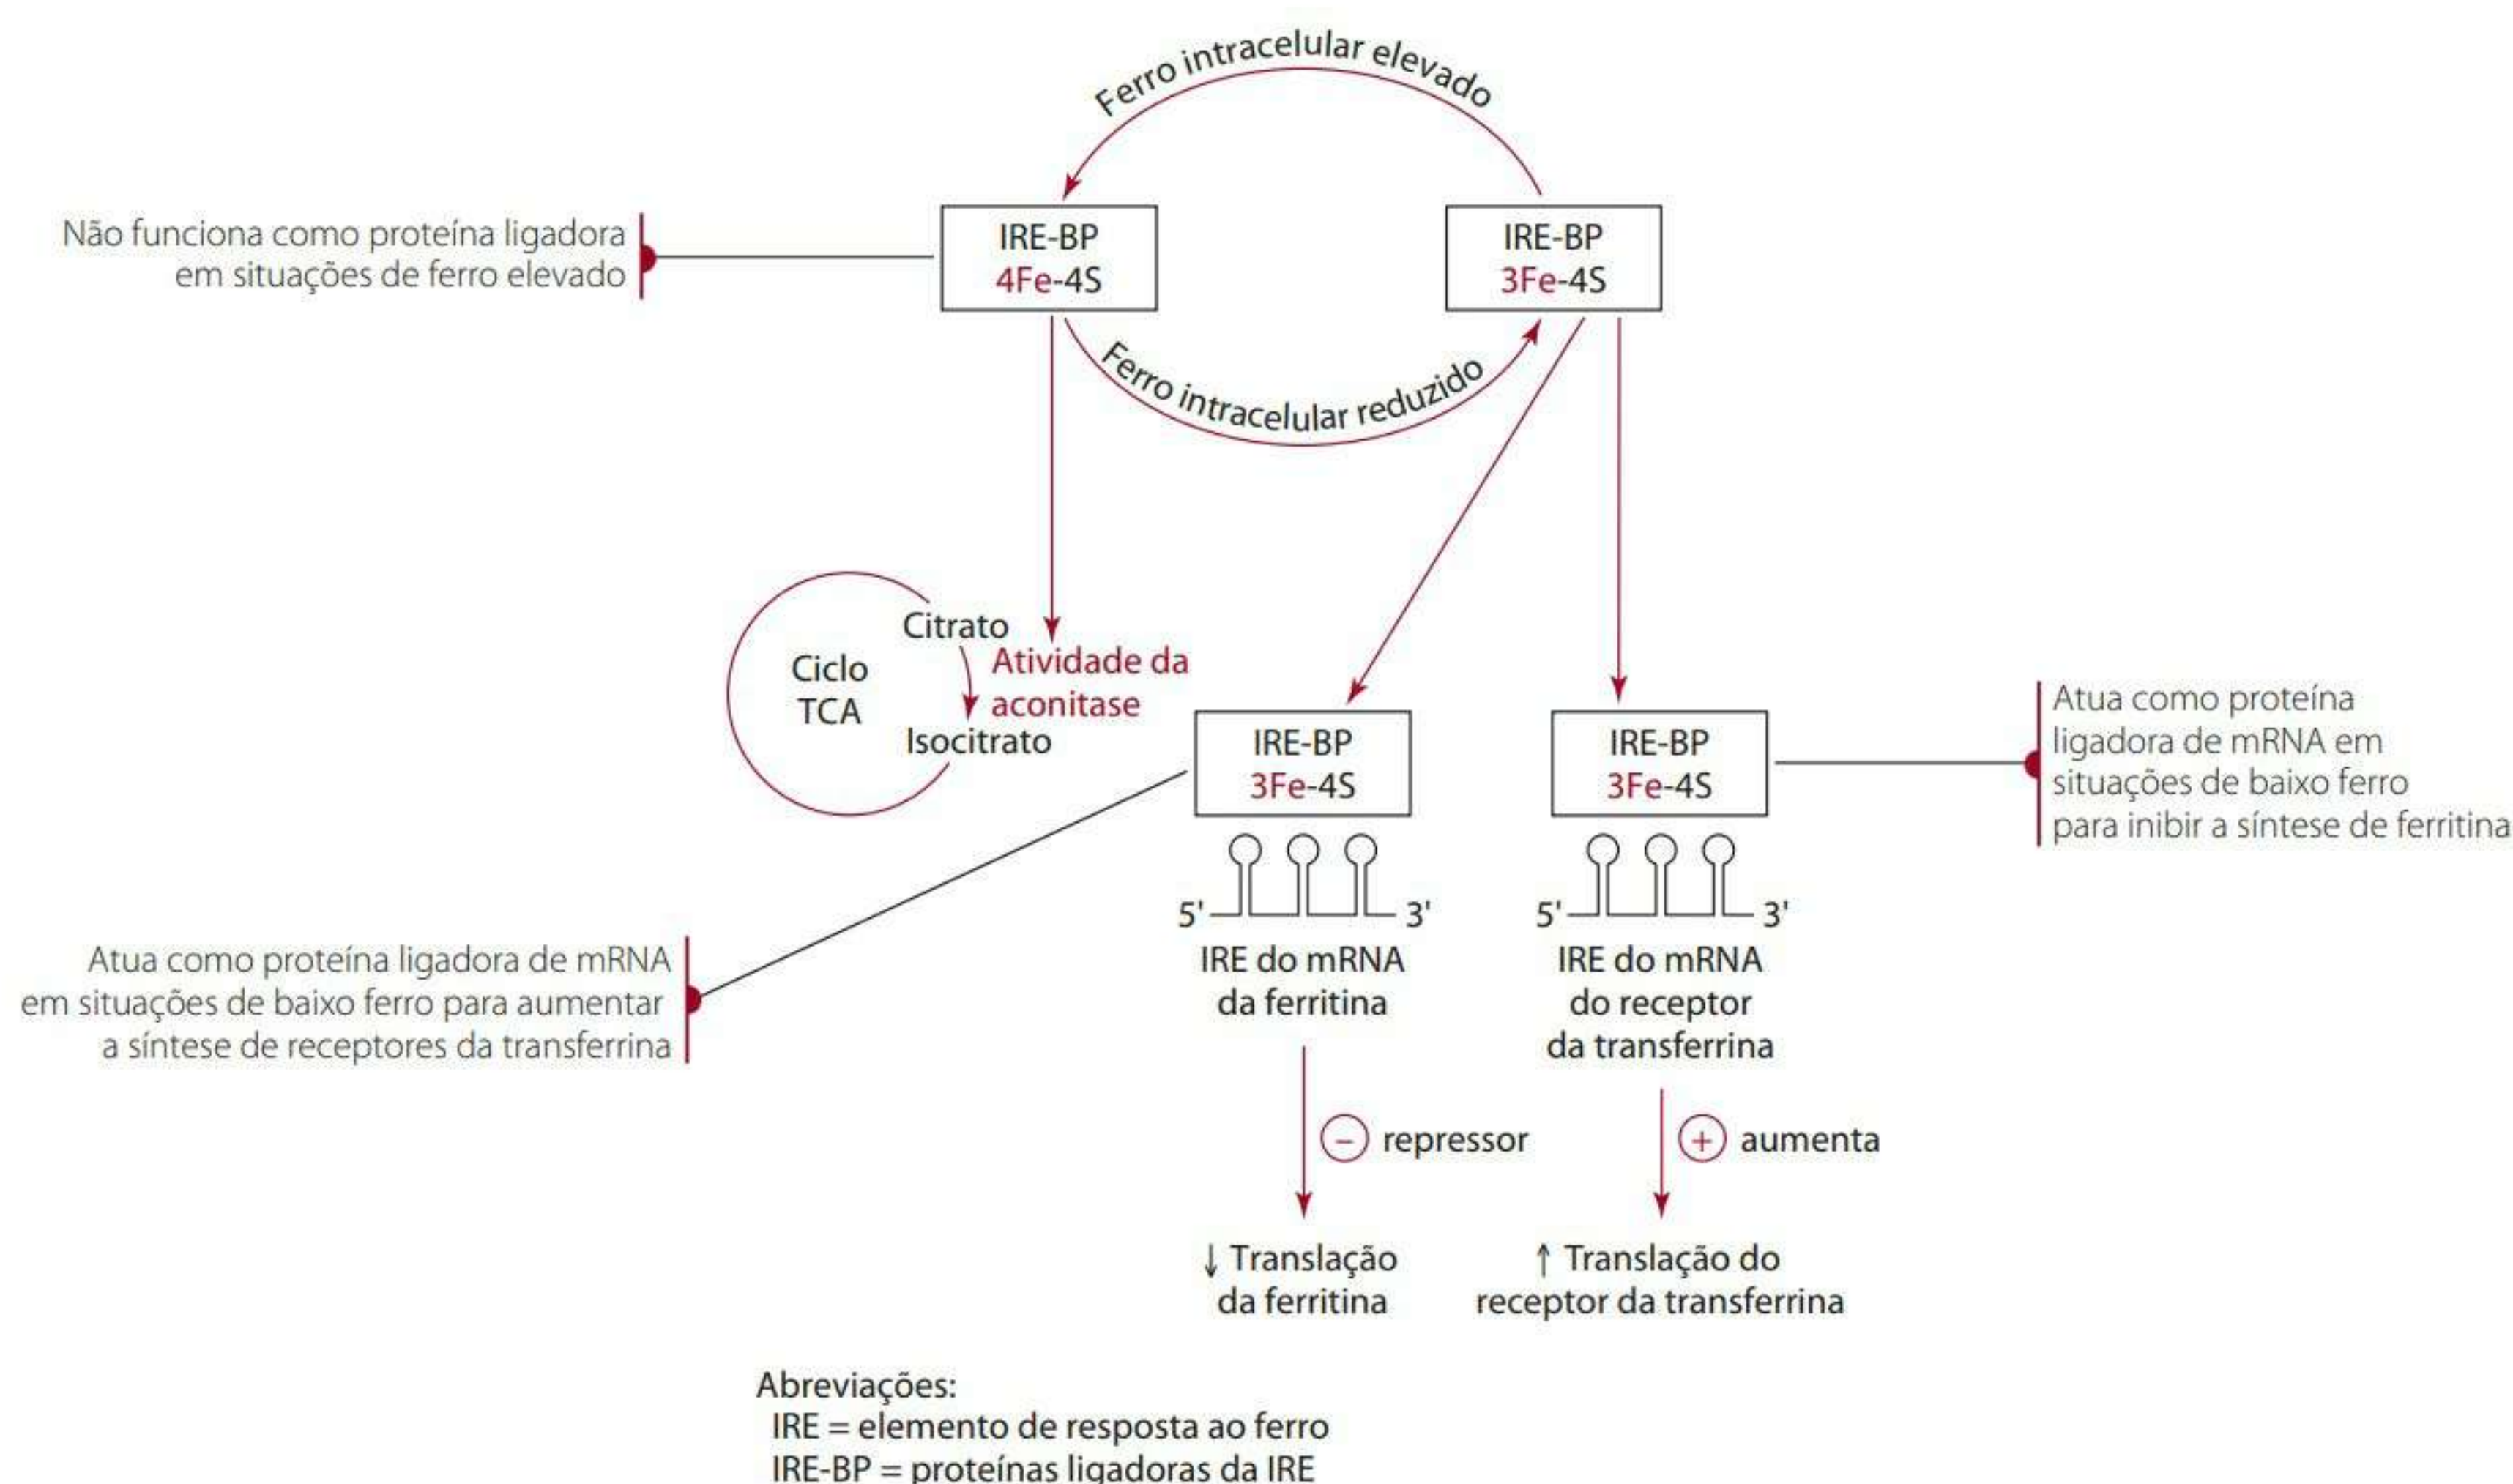 Ferro intracelular elevado
Não funciona como proteína ligadora
em situações de ferro elevado
IRE-BP
4Fe-4S
IRE-BP
3Fe-4S
Ferro intracelular reduzido
Citrato
Ciclo
TCA
Atividade da
aconitase
Isocitrato
IRE-BP
3Fe-4S
IRE-BP
3Fe-4S
Atua como proteína
ligadora de mRNA em
situações de baixo ferro
para inibir a síntese de ferritina
5' 3'
5' 3'
Atua como proteína ligadora de mRNA
em situações de baixo ferro para aumentar
a síntese de receptores da transferrina
IRE do mRNA
da ferritina
IRE do mRNA
do receptor
da transferrina
− repressor
+ aumenta
↓ Translação
da ferritina
↑ Translação do
receptor da transferrina
Abreviações:
IRE = elemento de resposta ao ferro
IRE-BP = proteínas ligadoras da IRE